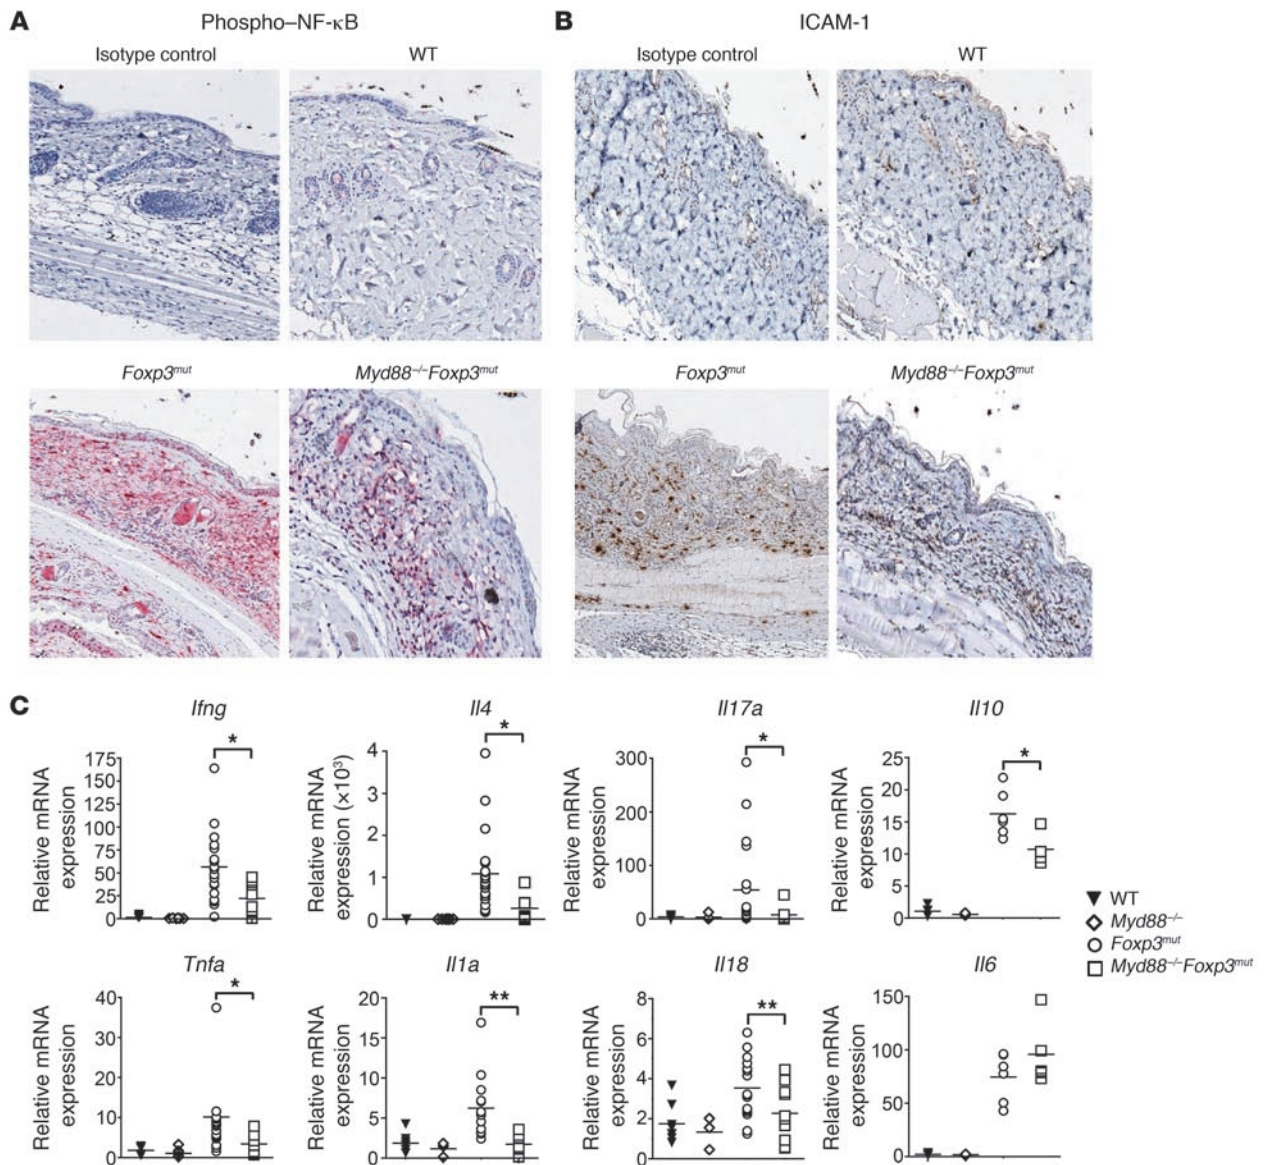 A
Phospho–NF-κB
Isotype control
WT
Foxp3ᵐᵘᵗ
Myd88⁻/⁻Foxp3ᵐᵘᵗ
B
ICAM-1
Isotype control
WT
Foxp3ᵐᵘᵗ
Myd88⁻/⁻Foxp3ᵐᵘᵗ
C
Ifng
Relative mRNA
expression
175
150
125
100
75
50
25
0
*
Il4
Relative mRNA
expression (×10³)
4
3
2
1
0
*
Il17a
Relative mRNA
expression
300
200
100
0
*
Il10
Relative mRNA
expression
25
20
15
10
5
0
*
WT
Myd88⁻/⁻
Foxp3ᵐᵘᵗ
Myd88⁻/⁻Foxp3ᵐᵘᵗ
Tnfa
Relative mRNA
expression
40
30
20
10
0
*
Il1a
Relative mRNA
expression
20
15
10
5
0
**
Il18
Relative mRNA
expression
8
6
4
2
0
**
Il6
Relative mRNA
expression
150
100
50
0